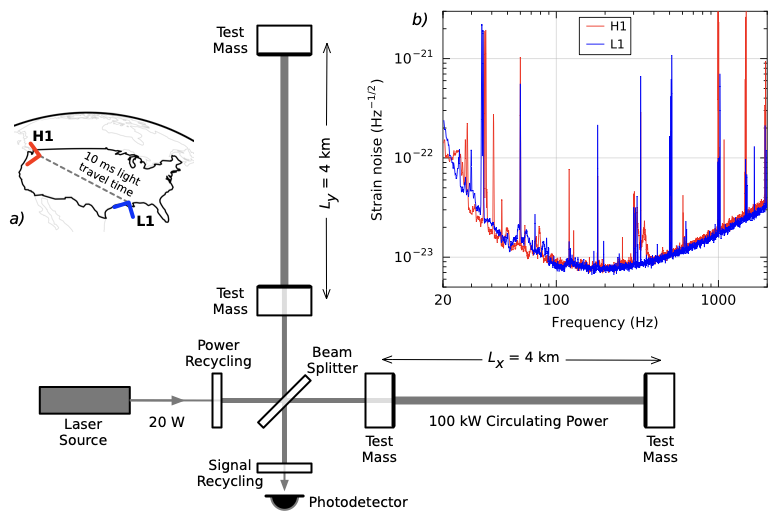 Test
Mass
b)
H1
L1
Strain noise (Hz−1/2)
10−21
10−22
10−23
20
100
1000
Frequency (Hz)
H1
10 ms light
travel time
L1
a)
Ly = 4 km
Test
Mass
Power
Recycling
Beam
Splitter
Lx = 4 km
Laser
Source
20 W
100 kW Circulating Power
Test
Mass
Test
Mass
Signal
Recycling
Photodetector